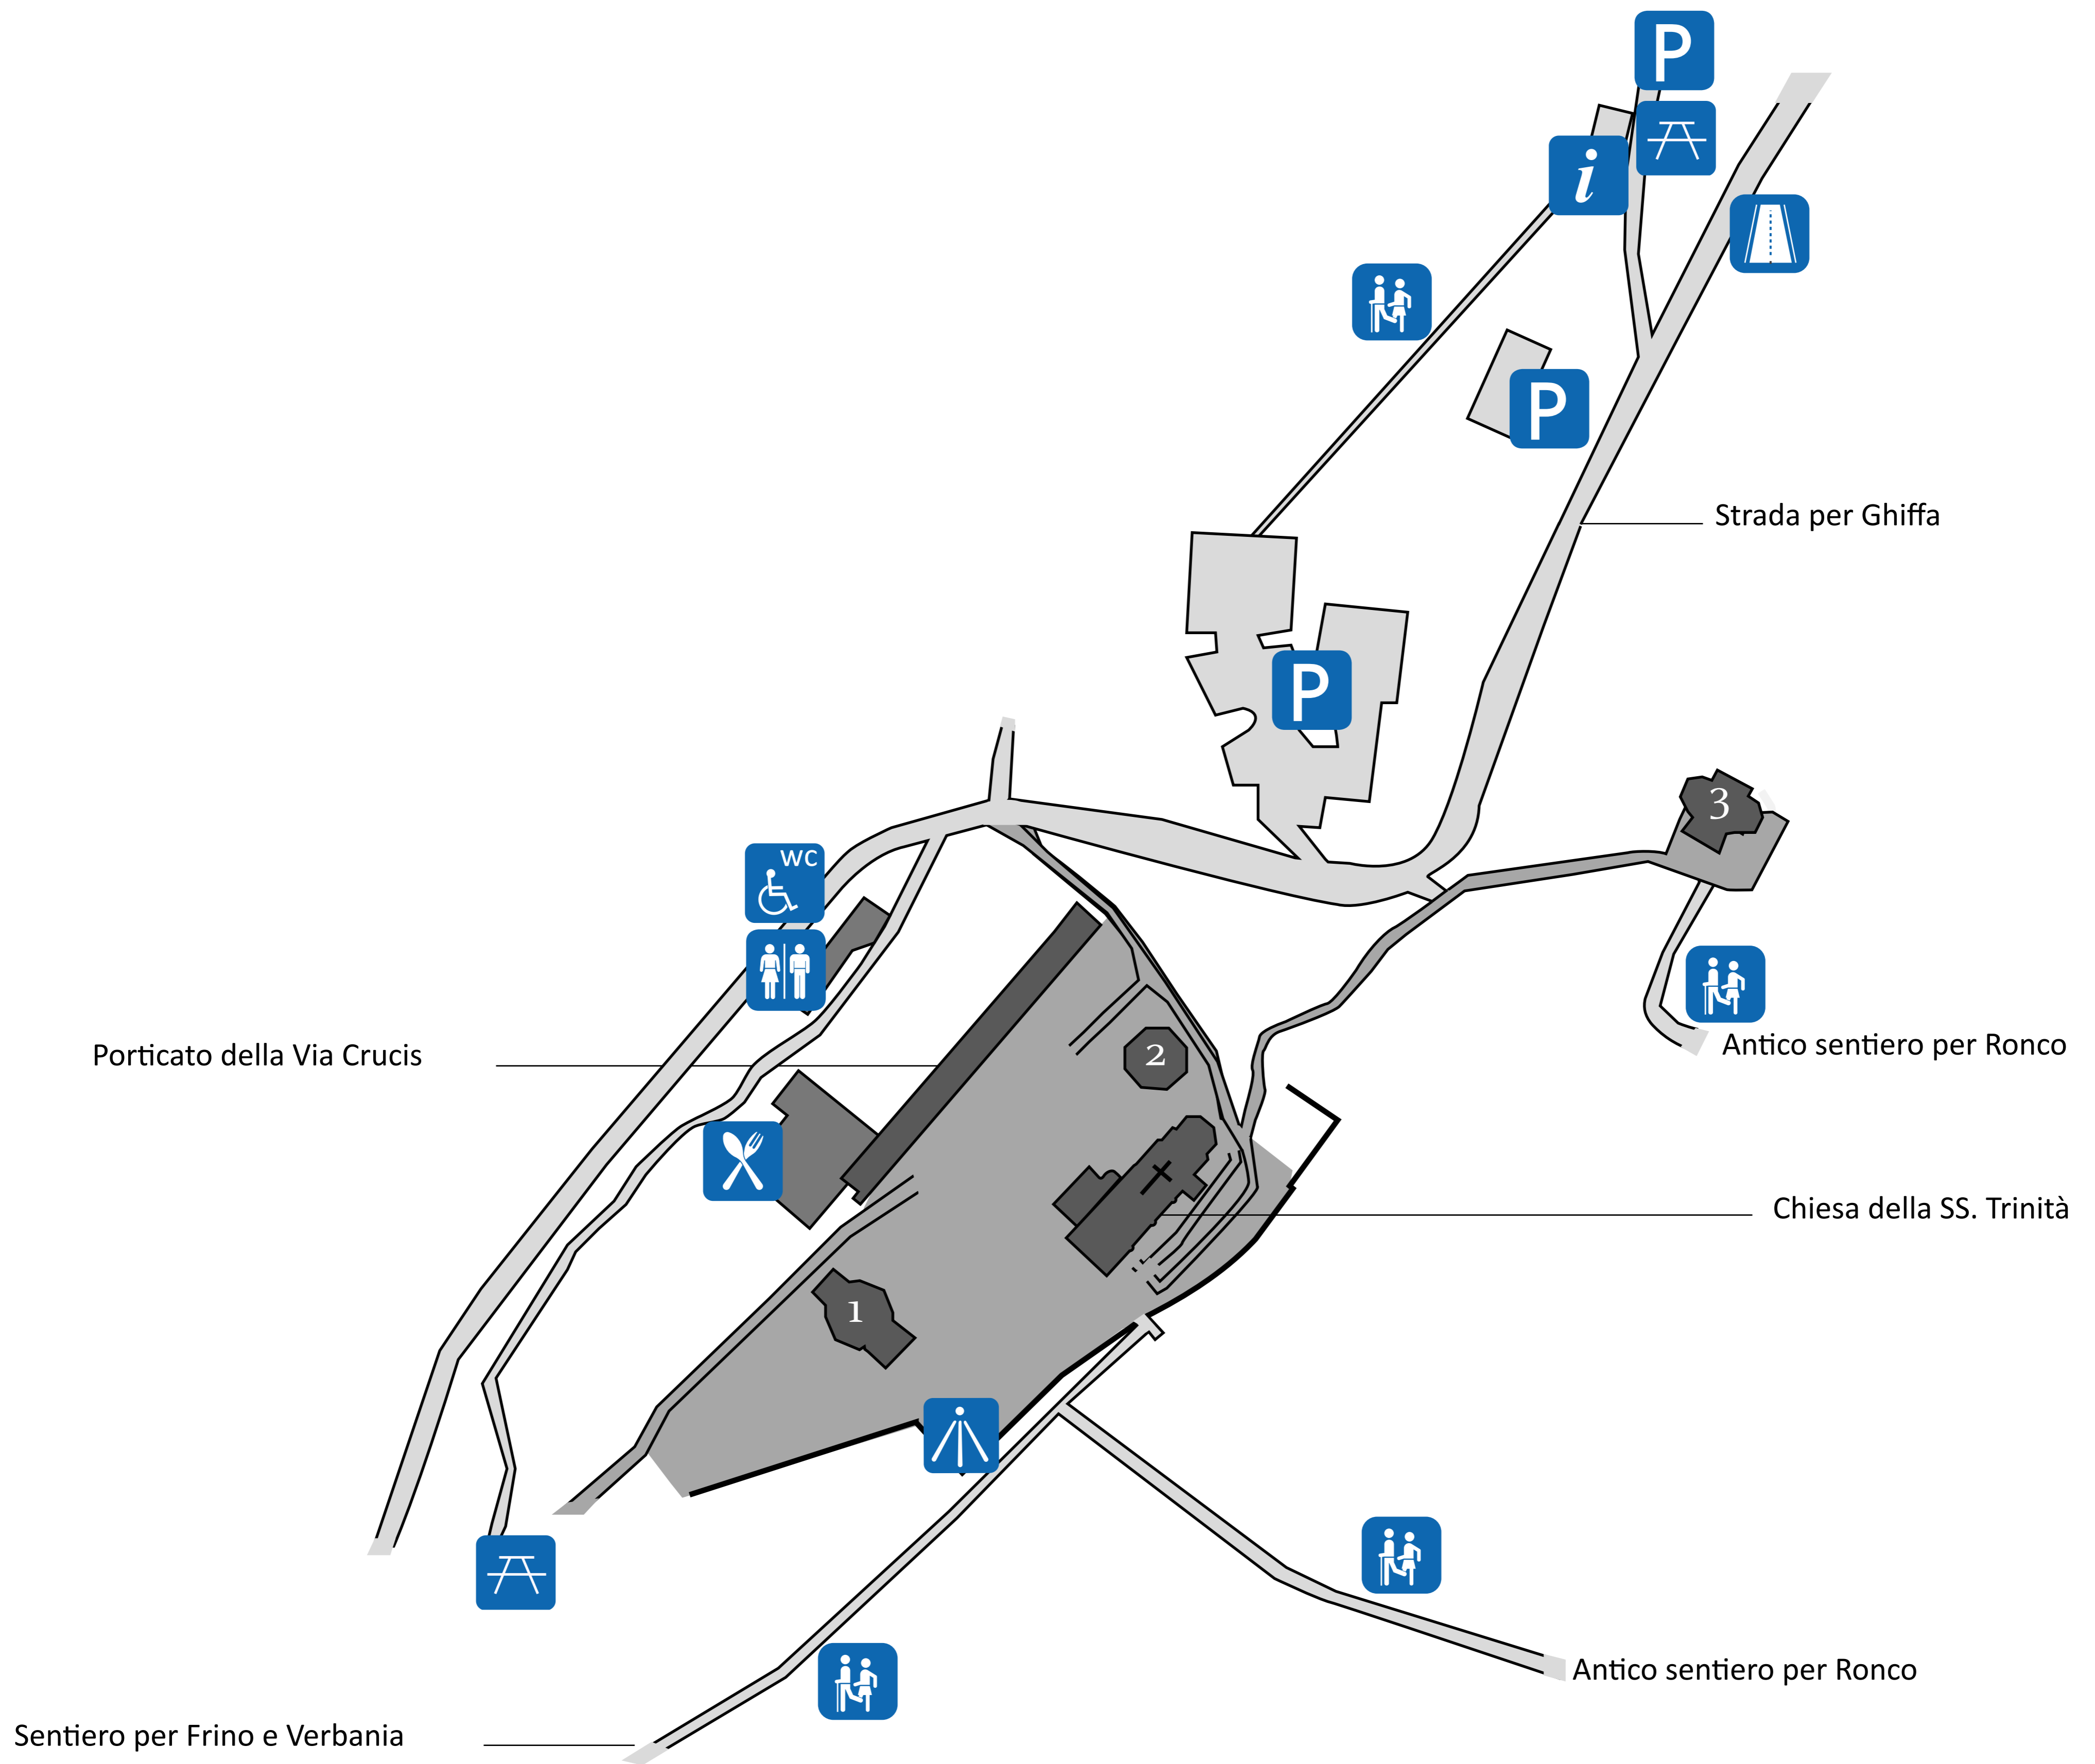 P
i
P
Strada per Ghiffa
P
3
WC
2
Porticato della Via Crucis
Antico sentiero per Ronco
Chiesa della SS. Trinità
1
Antico sentiero per Ronco
Sentiero per Frino e Verbania